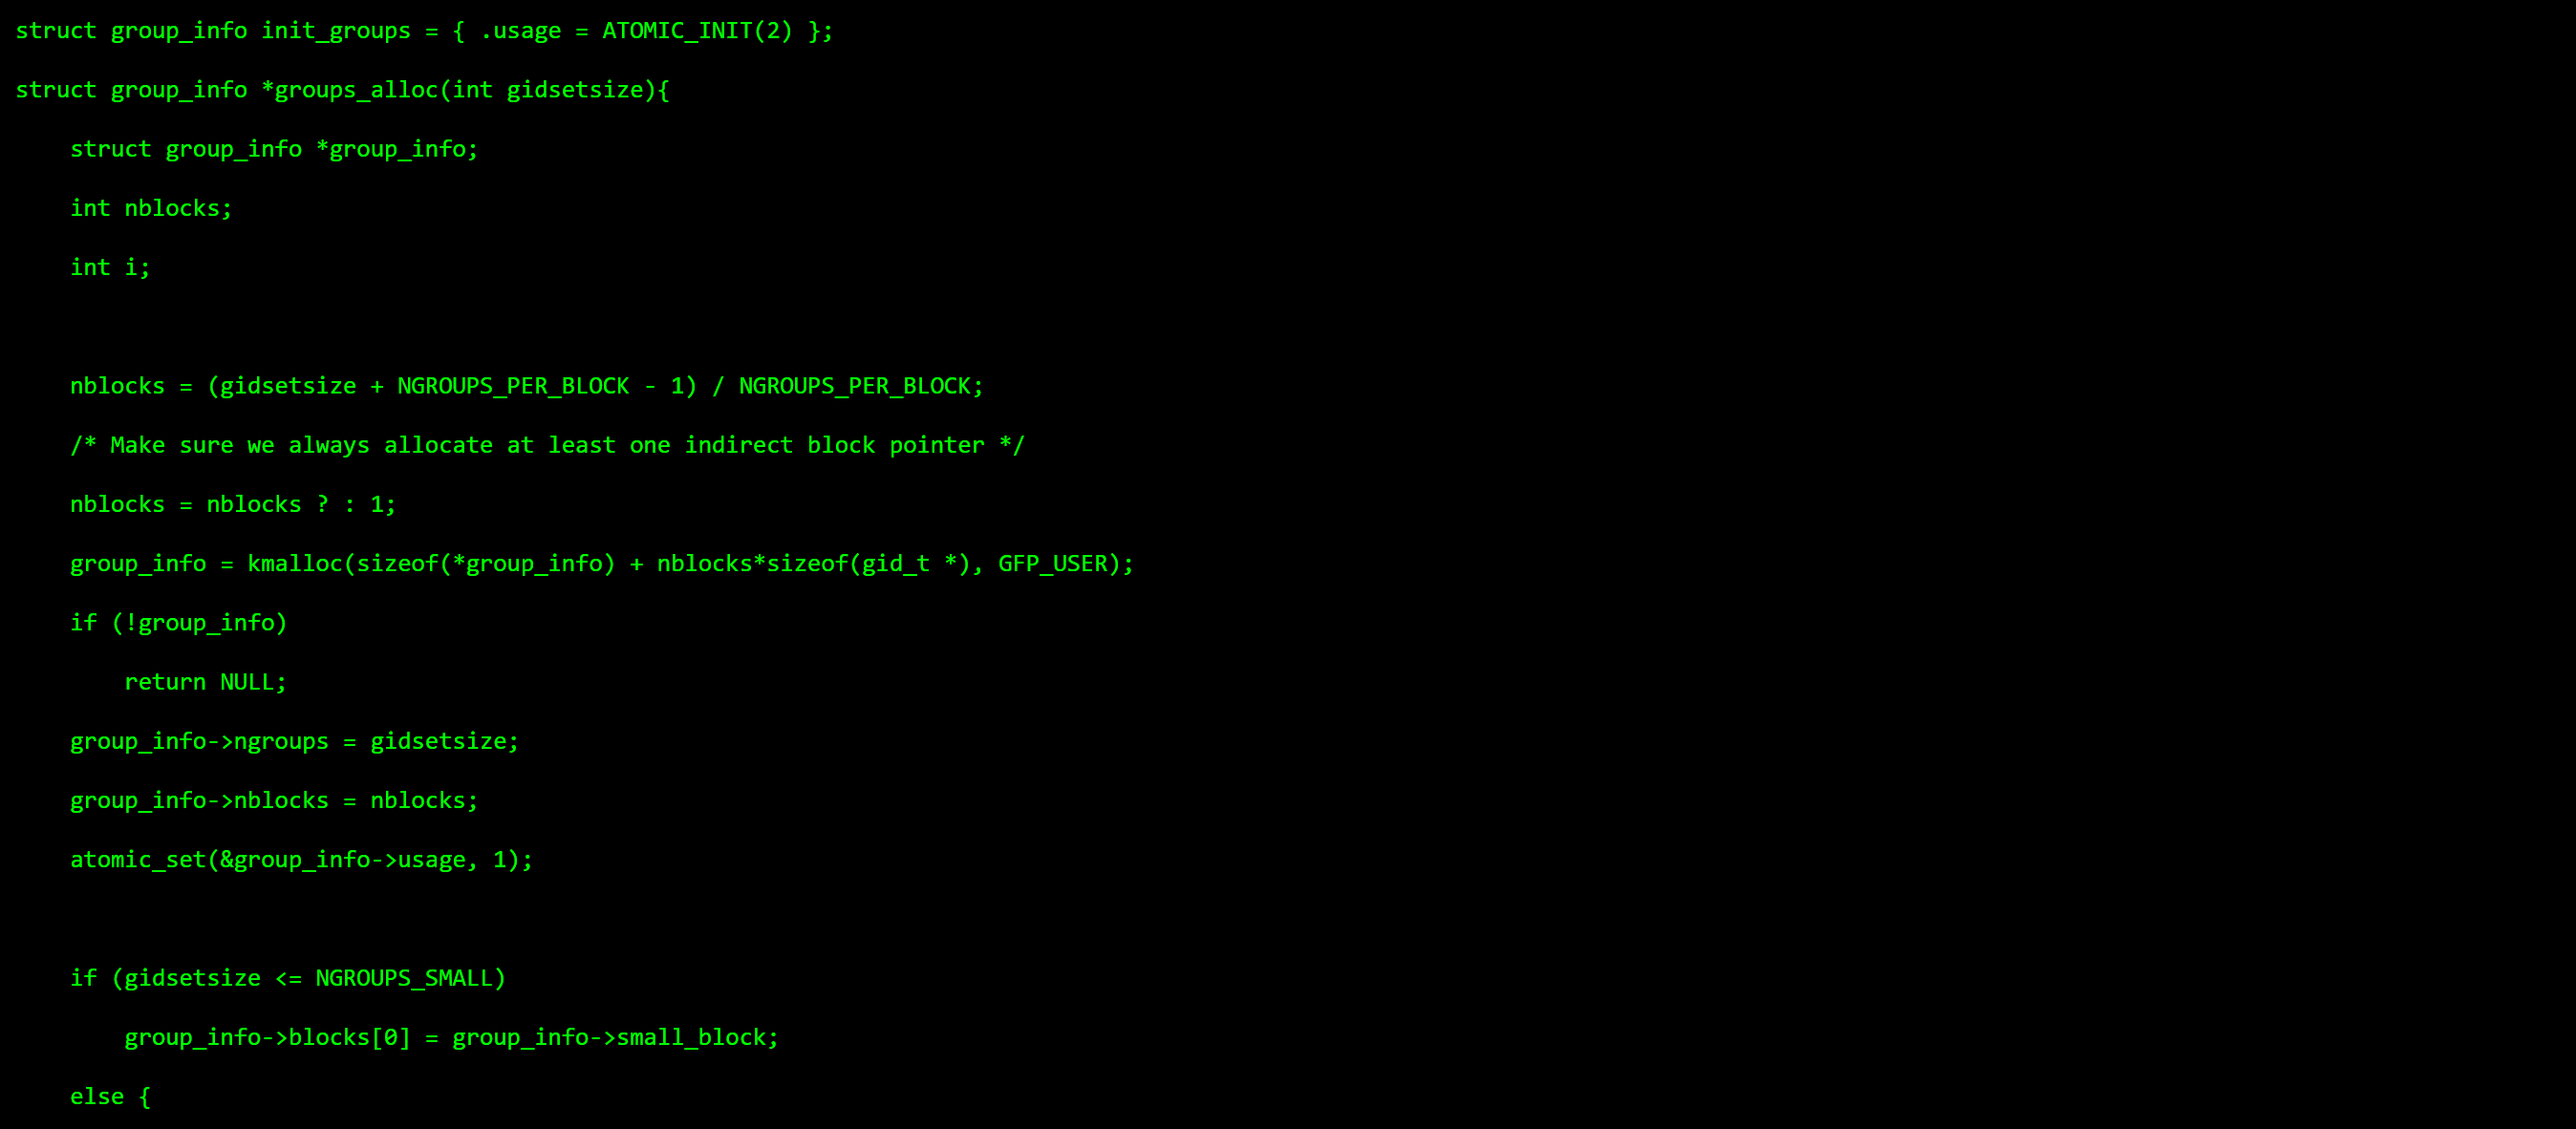 struct group_info init_groups = { .usage = ATOMIC_INIT(2) };
struct group_info *groups_alloc(int gidsetsize){
    struct group_info *group_info;
    int nblocks;
    int i;

    nblocks = (gidsetsize + NGROUPS_PER_BLOCK - 1) / NGROUPS_PER_BLOCK;
    /* Make sure we always allocate at least one indirect block pointer */
    nblocks = nblocks ? : 1;
    group_info = kmalloc(sizeof(*group_info) + nblocks*sizeof(gid_t *), GFP_USER);
    if (!group_info)
        return NULL;
    group_info->ngroups = gidsetsize;
    group_info->nblocks = nblocks;
    atomic_set(&group_info->usage, 1);

    if (gidsetsize <= NGROUPS_SMALL)
        group_info->blocks[0] = group_info->small_block;
    else {